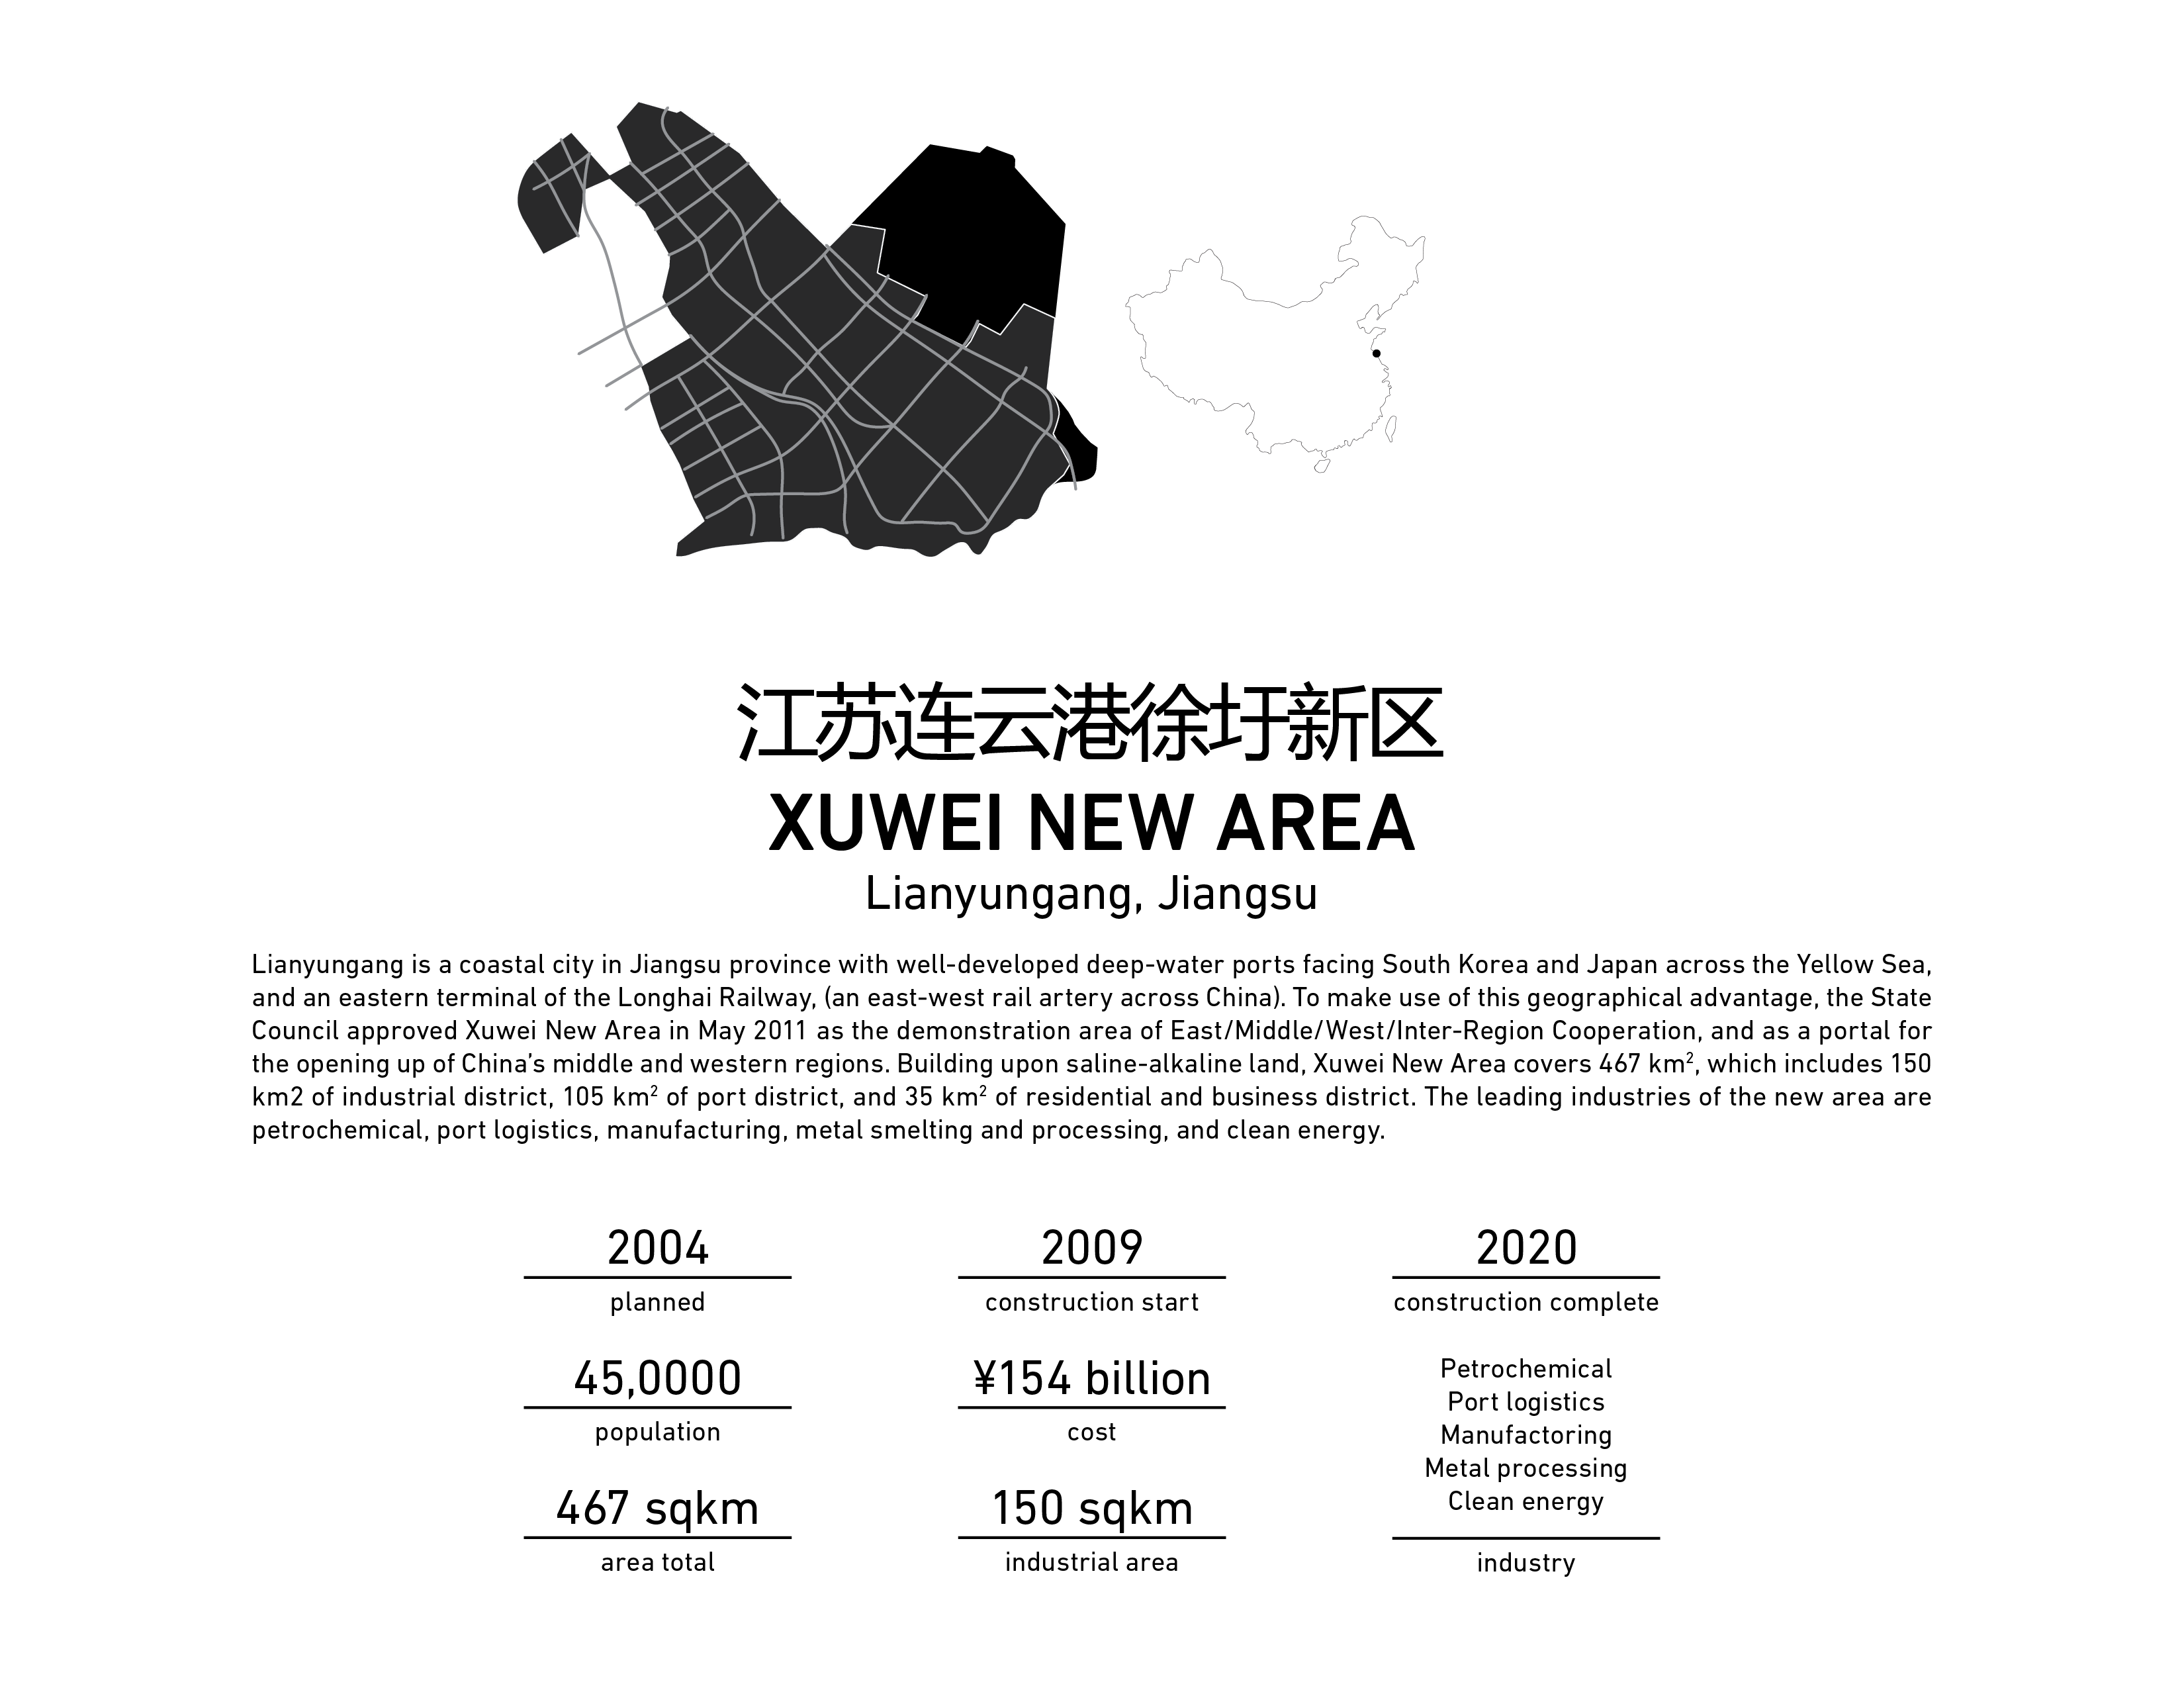 江苏连云港徐圩新区
XUWEI NEW AREA
Lianyungang, Jiangsu
Lianyungang is a coastal city in Jiangsu province with well-developed deep-water ports facing South Korea and Japan across the Yellow Sea,
and an eastern terminal of the Longhai Railway, (an east-west rail artery across China). To make use of this geographical advantage, the State
Council approved Xuwei New Area in May 2011 as the demonstration area of East/Middle/West/Inter-Region Cooperation, and as a portal for
the opening up of China’s middle and western regions. Building upon saline-alkaline land, Xuwei New Area covers 467 km², which includes 150
km2 of industrial district, 105 km² of port district, and 35 km² of residential and business district. The leading industries of the new area are
petrochemical, port logistics, manufacturing, metal smelting and processing, and clean energy.
2004
planned
2009
construction start
2020
construction complete
45,0000
population
¥154 billion
cost
467 sqkm
area total
150 sqkm
industrial area
Petrochemical
Port logistics
Manufactoring
Metal processing
Clean energy
industry